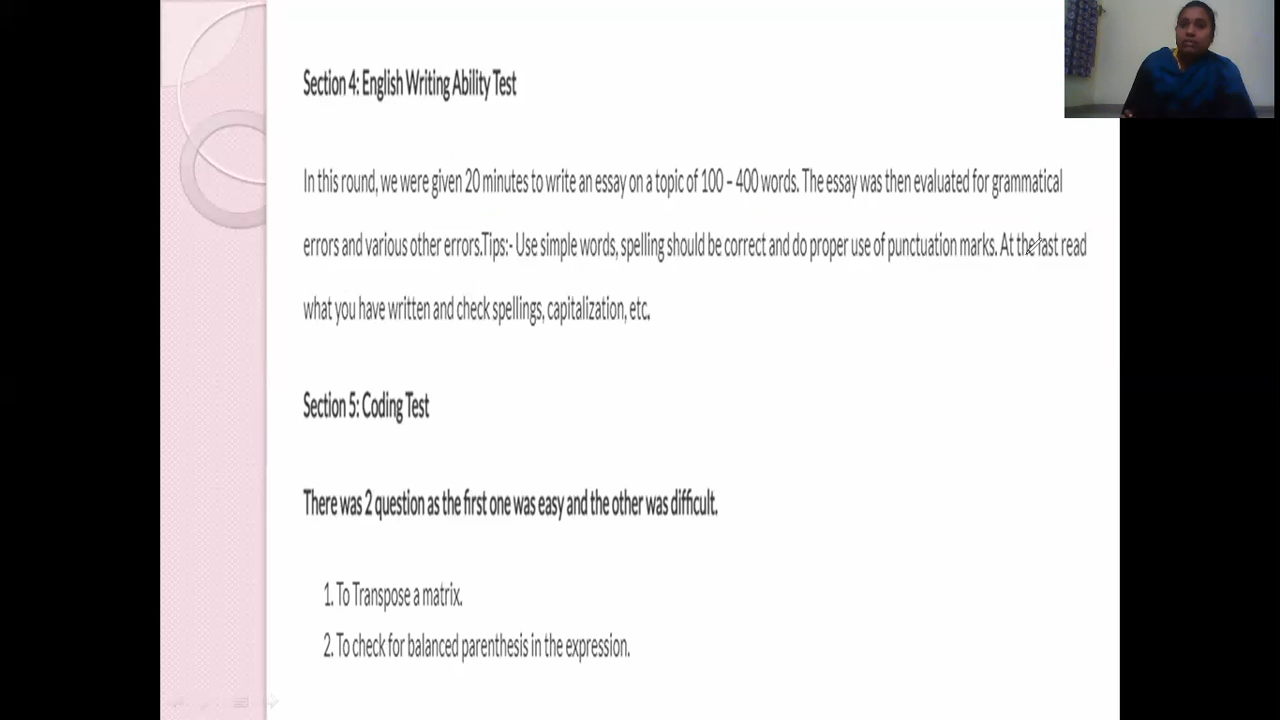 Section 4: English Writing Ability Test
In this round, we were given 20 minutes to write an essay on a topic of 100 – 400 words. The essay was then evaluated for grammatical
errors and various other errors.Tips:- Use simple words, spelling should be correct and do proper use of punctuation marks. At the last read
what you have written and check spellings, capitalization, etc.
Section 5: Coding Test
There was 2 question as the first one was easy and the other was difficult.
1. To Transpose a matrix.
2. To check for balanced parenthesis in the expression.